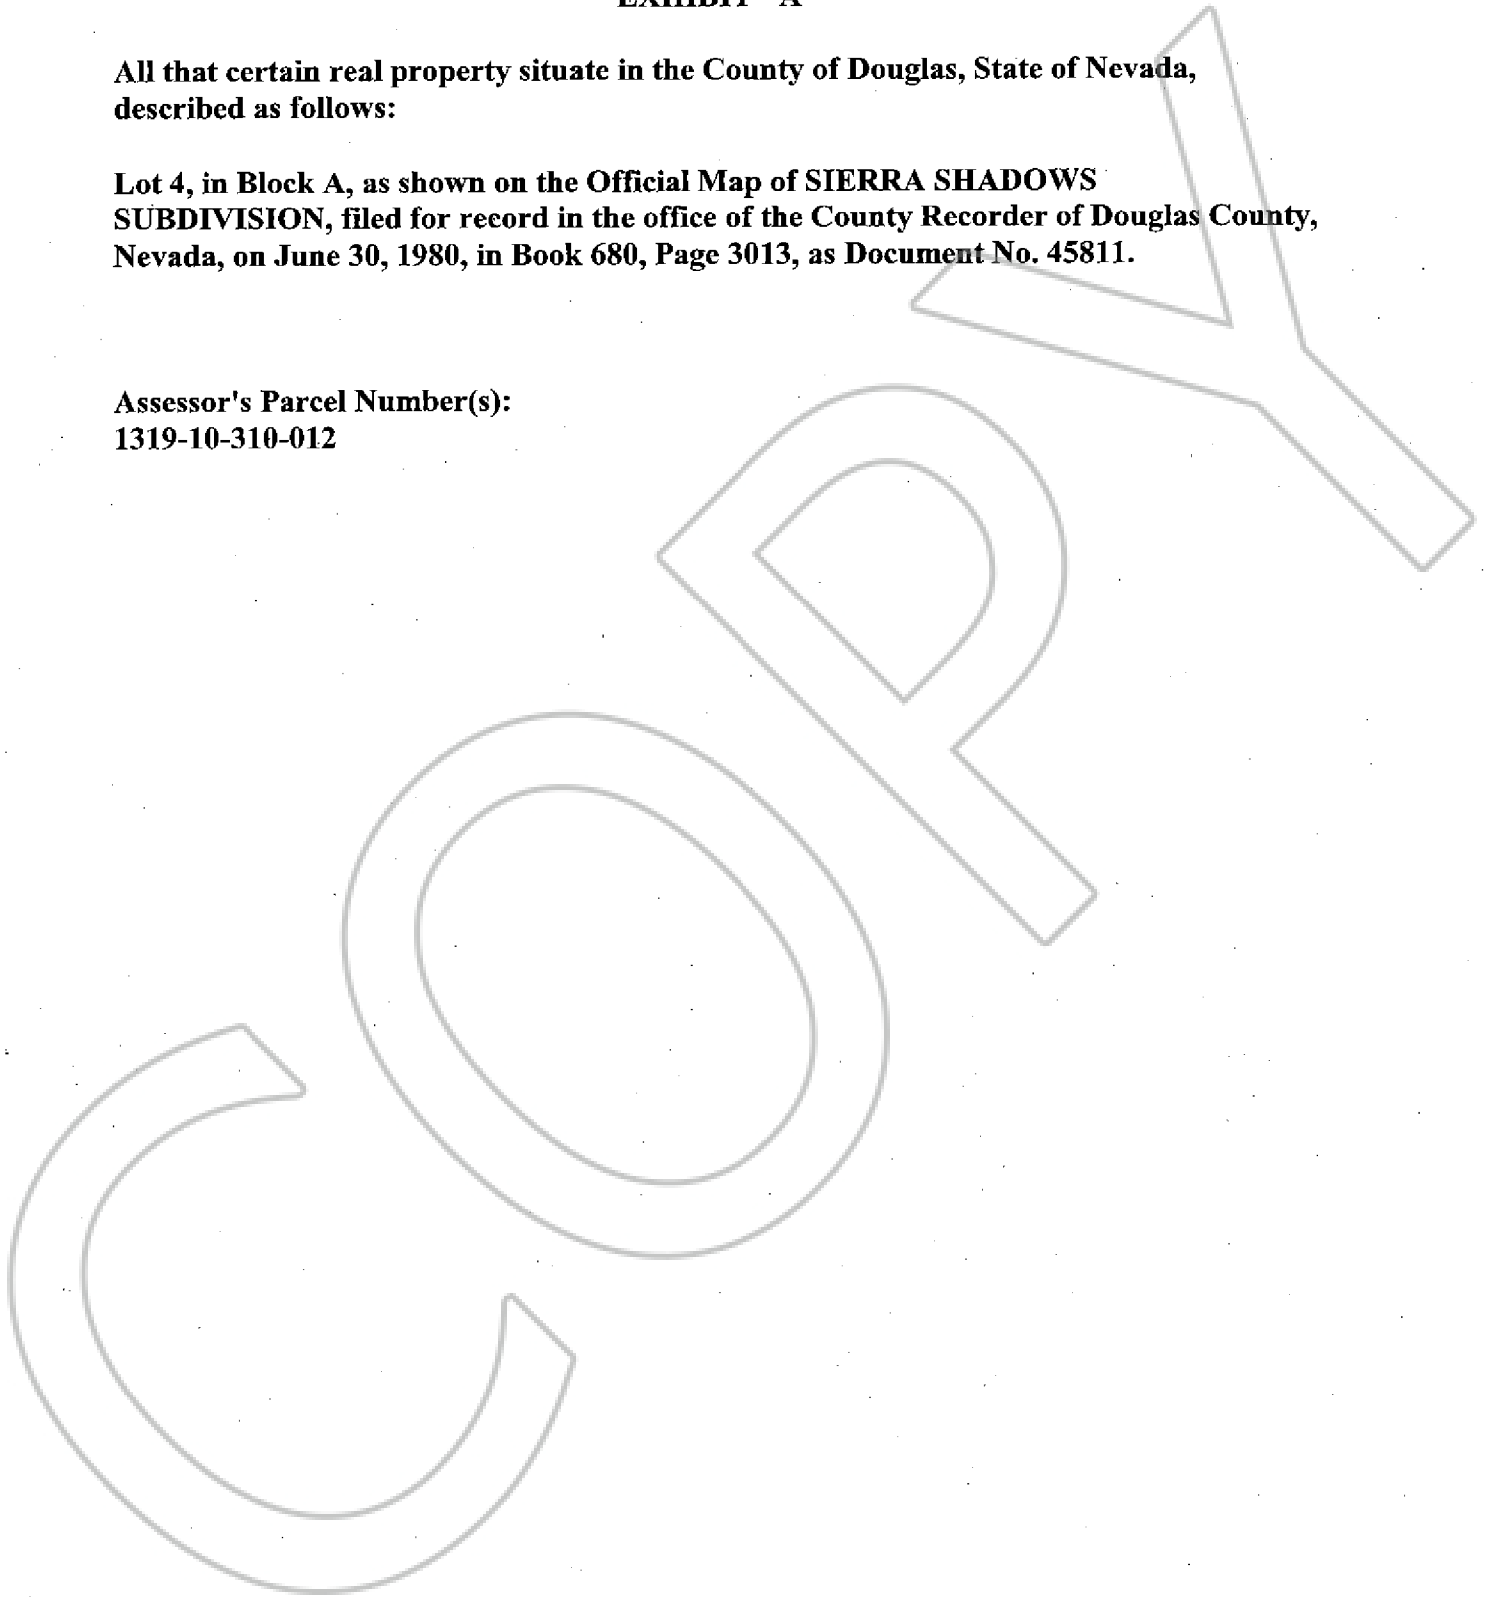 EXHIBIT "A"
All that certain real property situate in the County of Douglas, State of Nevada,
described as follows:
Lot 4, in Block A, as shown on the Official Map of SIERRA SHADOWS
SUBDIVISION, filed for record in the office of the County Recorder of Douglas County,
Nevada, on June 30, 1980, in Book 680, Page 3013, as Document No. 45811.
Assessor's Parcel Number(s):
1319-10-310-012
COPY